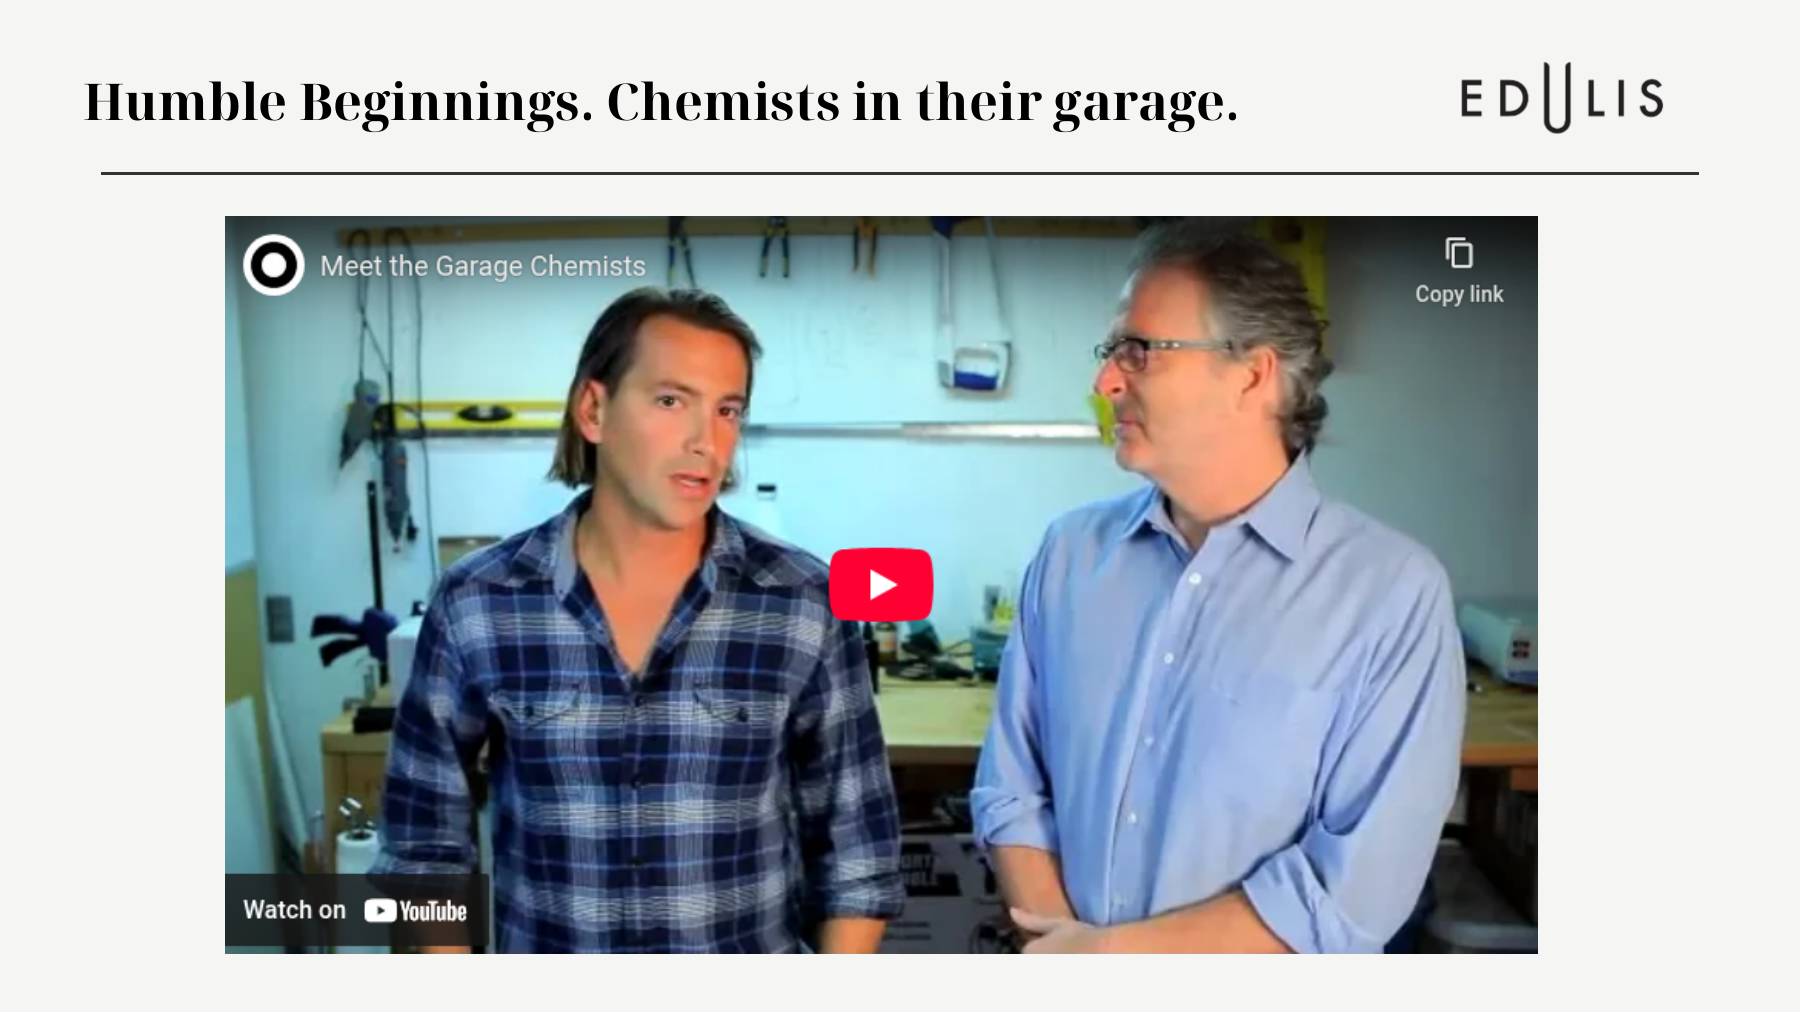 Humble Beginnings. Chemists in their garage.
EDULIS
Meet the Garage Chemists
Copy link
Watch on YouTube